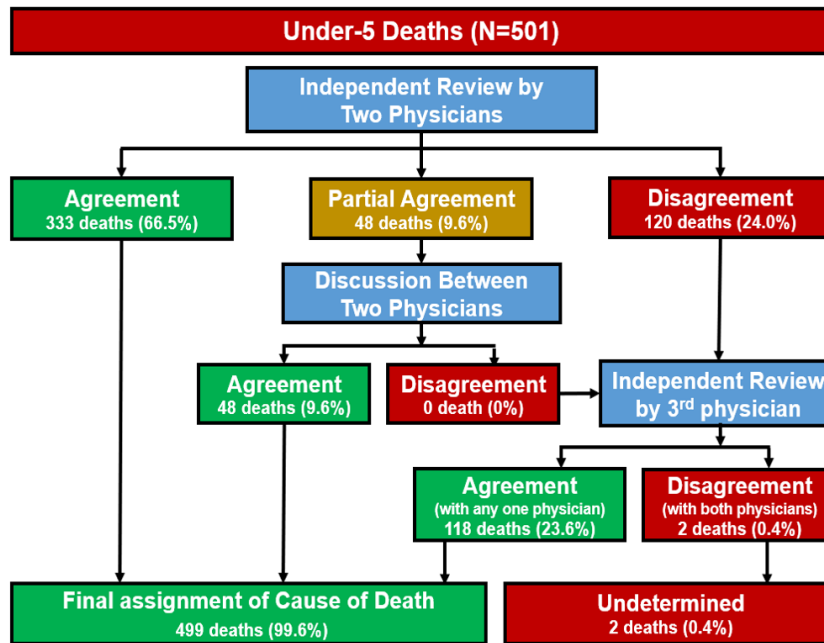 Under-5 Deaths (N=501)
Independent Review by
Two Physicians
Agreement
333 deaths (66.5%)
Partial Agreement
48 deaths (9.6%)
Disagreement
120 deaths (24.0%)
Discussion Between
Two Physicians
Agreement
48 deaths (9.6%)
Disagreement
0 death (0%)
Independent Review
by 3rd physician
Agreement
(with any one physician)
118 deaths (23.6%)
Disagreement
(with both physicians)
2 deaths (0.4%)
Final assignment of Cause of Death
499 deaths (99.6%)
Undetermined
2 deaths (0.4%)